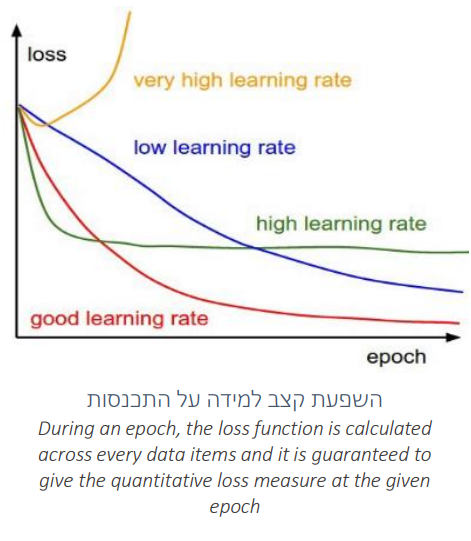 loss
very high learning rate
low learning rate
high learning rate
good learning rate
epoch
השפעת קצב למידה על התכנסות
During an epoch, the loss function is calculated
across every data items and it is guaranteed to
give the quantitative loss measure at the given
epoch